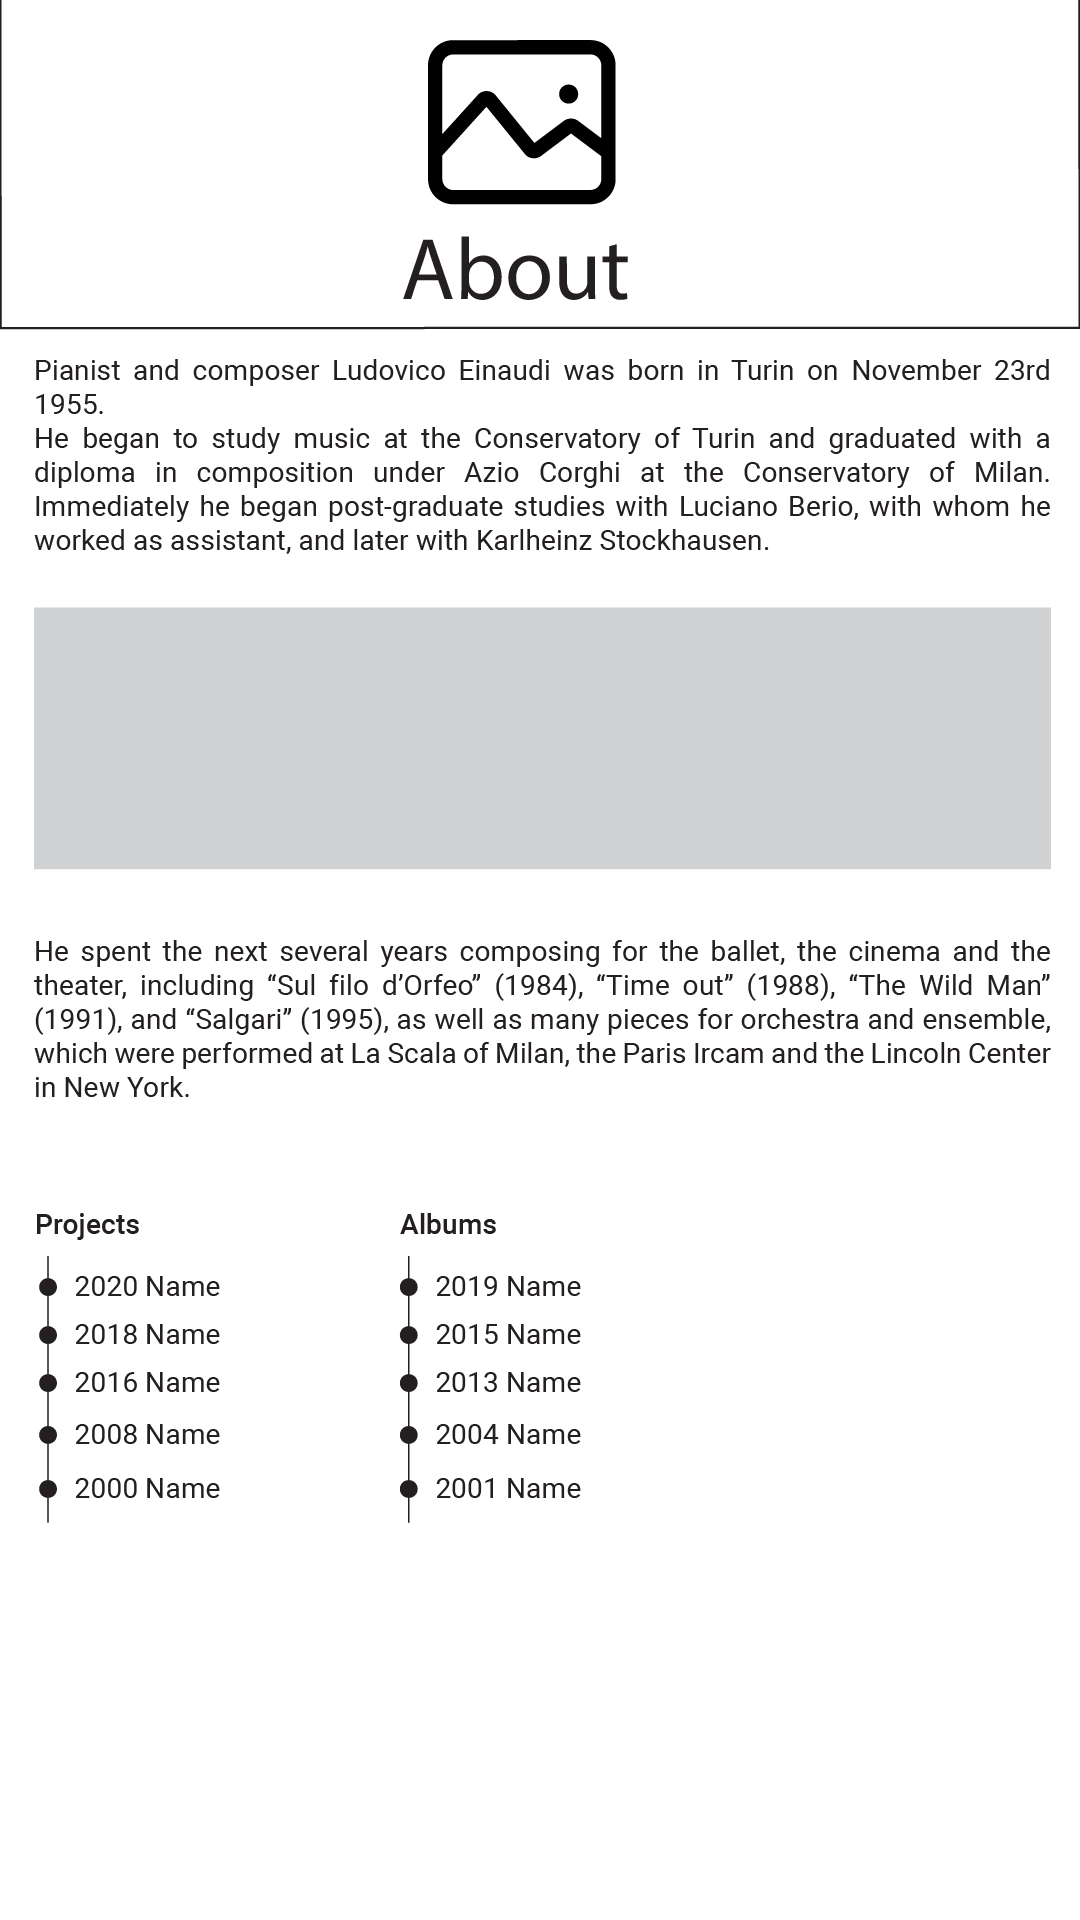 About
Pianist and composer Ludovico Einaudi was born in Turin on November 23rd
1955.
He began to study music at the Conservatory of Turin and graduated with a
diploma in composition under Azio Corghi at the Conservatory of Milan.
Immediately he began post-graduate studies with Luciano Berio, with whom he
worked as assistant, and later with Karlheinz Stockhausen.
He spent the next several years composing for the ballet, the cinema and the
theater, including “Sul filo d’Orfeo” (1984), “Time out” (1988), “The Wild Man”
(1991), and “Salgari” (1995), as well as many pieces for orchestra and ensemble,
which were performed at La Scala of Milan, the Paris Ircam and the Lincoln Center
in New York.
Projects
2020 Name
2018 Name
2016 Name
2008 Name
2000 Name
Albums
2019 Name
2015 Name
2013 Name
2004 Name
2001 Name